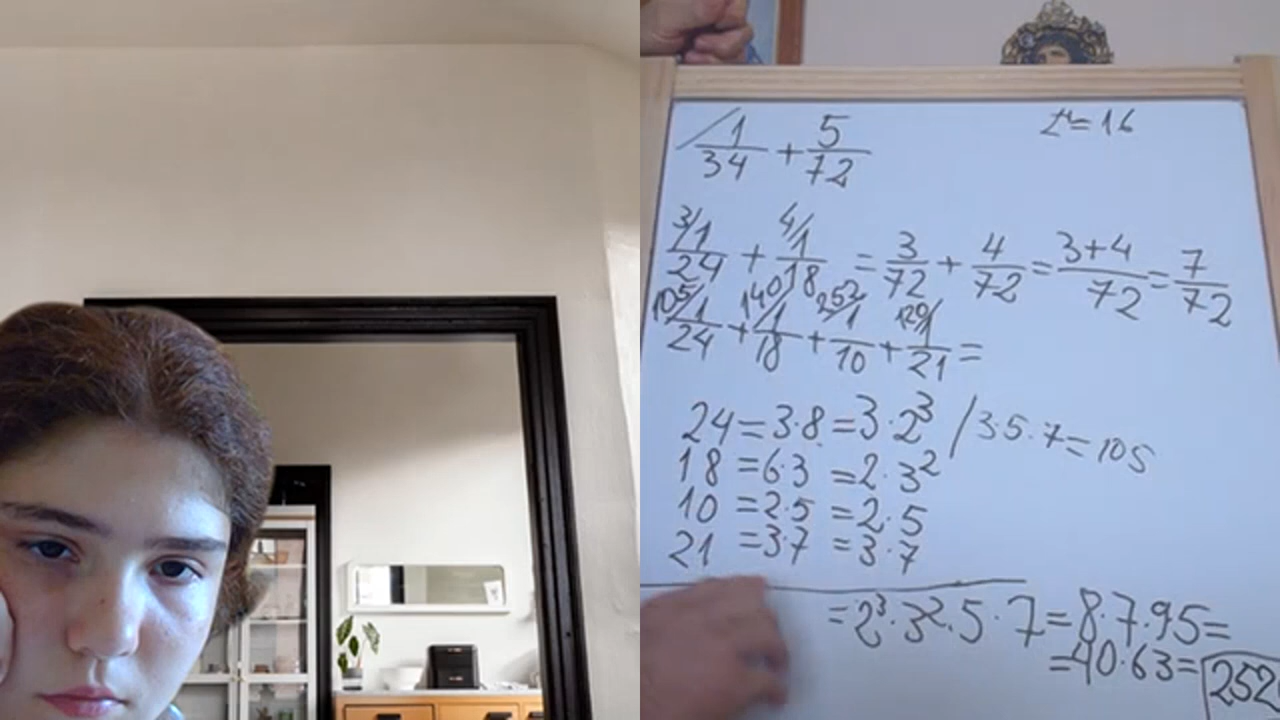 1/34 + 5/72
2⁴=16
3/ 1/24 + 4/ 1/18 = 3/72 + 4/72 = (3+4)/72 = 7/72
105/ 1/24 + 140/ 1/18 + 252/ 1/10 + 120/ 1/21 =
24 = 3·8 = 3·2³ / 3·5·7 = 105
18 = 6·3 = 2·3²
10 = 2·5 = 2·5
21 = 3·7 = 3·7
= 2³·3²·5·7 = 8·7·95 =
= 40·63 = 252